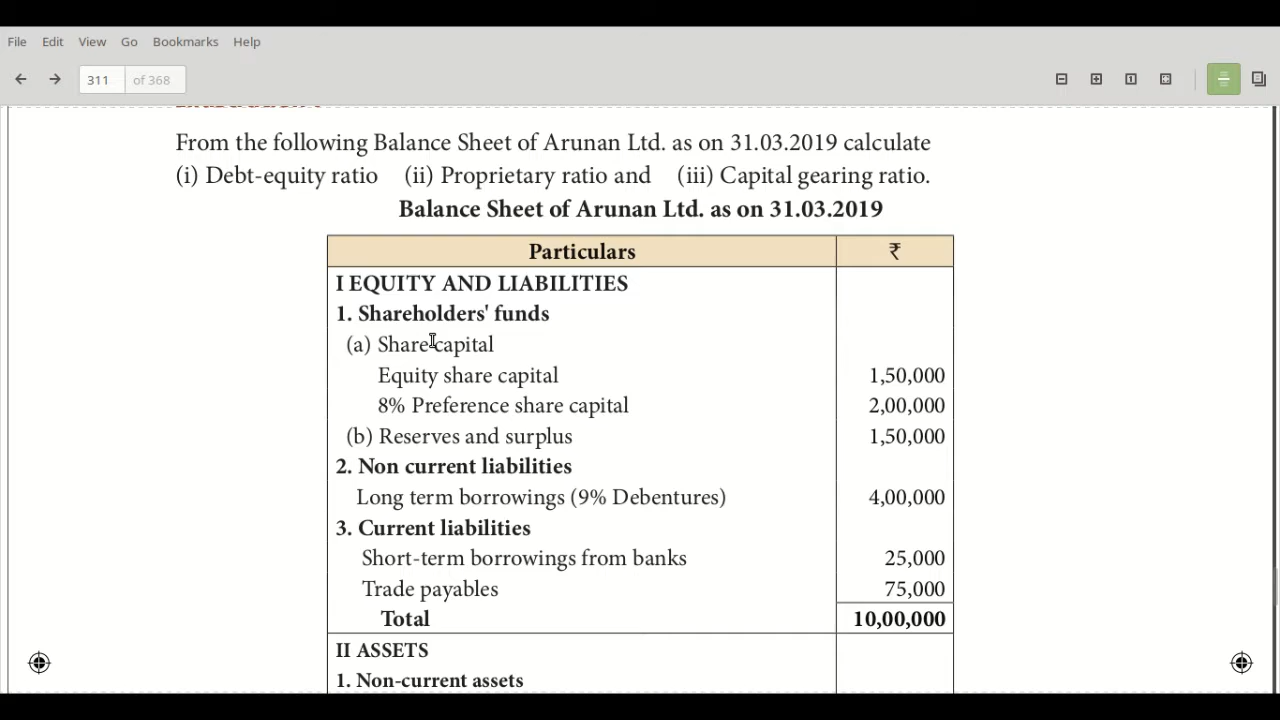 File Edit View Go Bookmarks Help
311 of 368
From the following Balance Sheet of Arunan Ltd. as on 31.03.2019 calculate
(i) Debt-equity ratio (ii) Proprietary ratio and (iii) Capital gearing ratio.
Balance Sheet of Arunan Ltd. as on 31.03.2019
Particulars ₹
I EQUITY AND LIABILITIES
1. Shareholders' funds
(a) Share capital
Equity share capital 1,50,000
8% Preference share capital 2,00,000
(b) Reserves and surplus 1,50,000
2. Non current liabilities
Long term borrowings (9% Debentures) 4,00,000
3. Current liabilities
Short-term borrowings from banks 25,000
Trade payables 75,000
Total 10,00,000
II ASSETS
1. Non-current assets